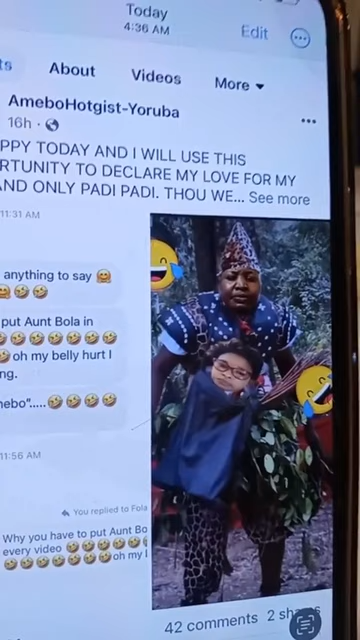 Today
4:36 AM
Edit
ts
About
Videos
More
AmeboHotgist-Yoruba
16h
PPY TODAY AND I WILL USE THIS
RTUNITY TO DECLARE MY LOVE FOR MY
AND ONLY PADI PADI. THOU WE... See more
11:31 AM
anything to say 🤗
🤗🤣🤣
put Aunt Bola in
🤣🤣🤣🤣🤣🤣
🤣oh my belly hurt I
ng.
nebo".....🤣🤣🤣🤣
11:56 AM
You replied to Fola
Why you have to put Aunt Bo
every video 🤣🤣🤣🤣🤣
🤣🤣🤣🤣🤣🤣🤣oh my l
42 comments 2 shares